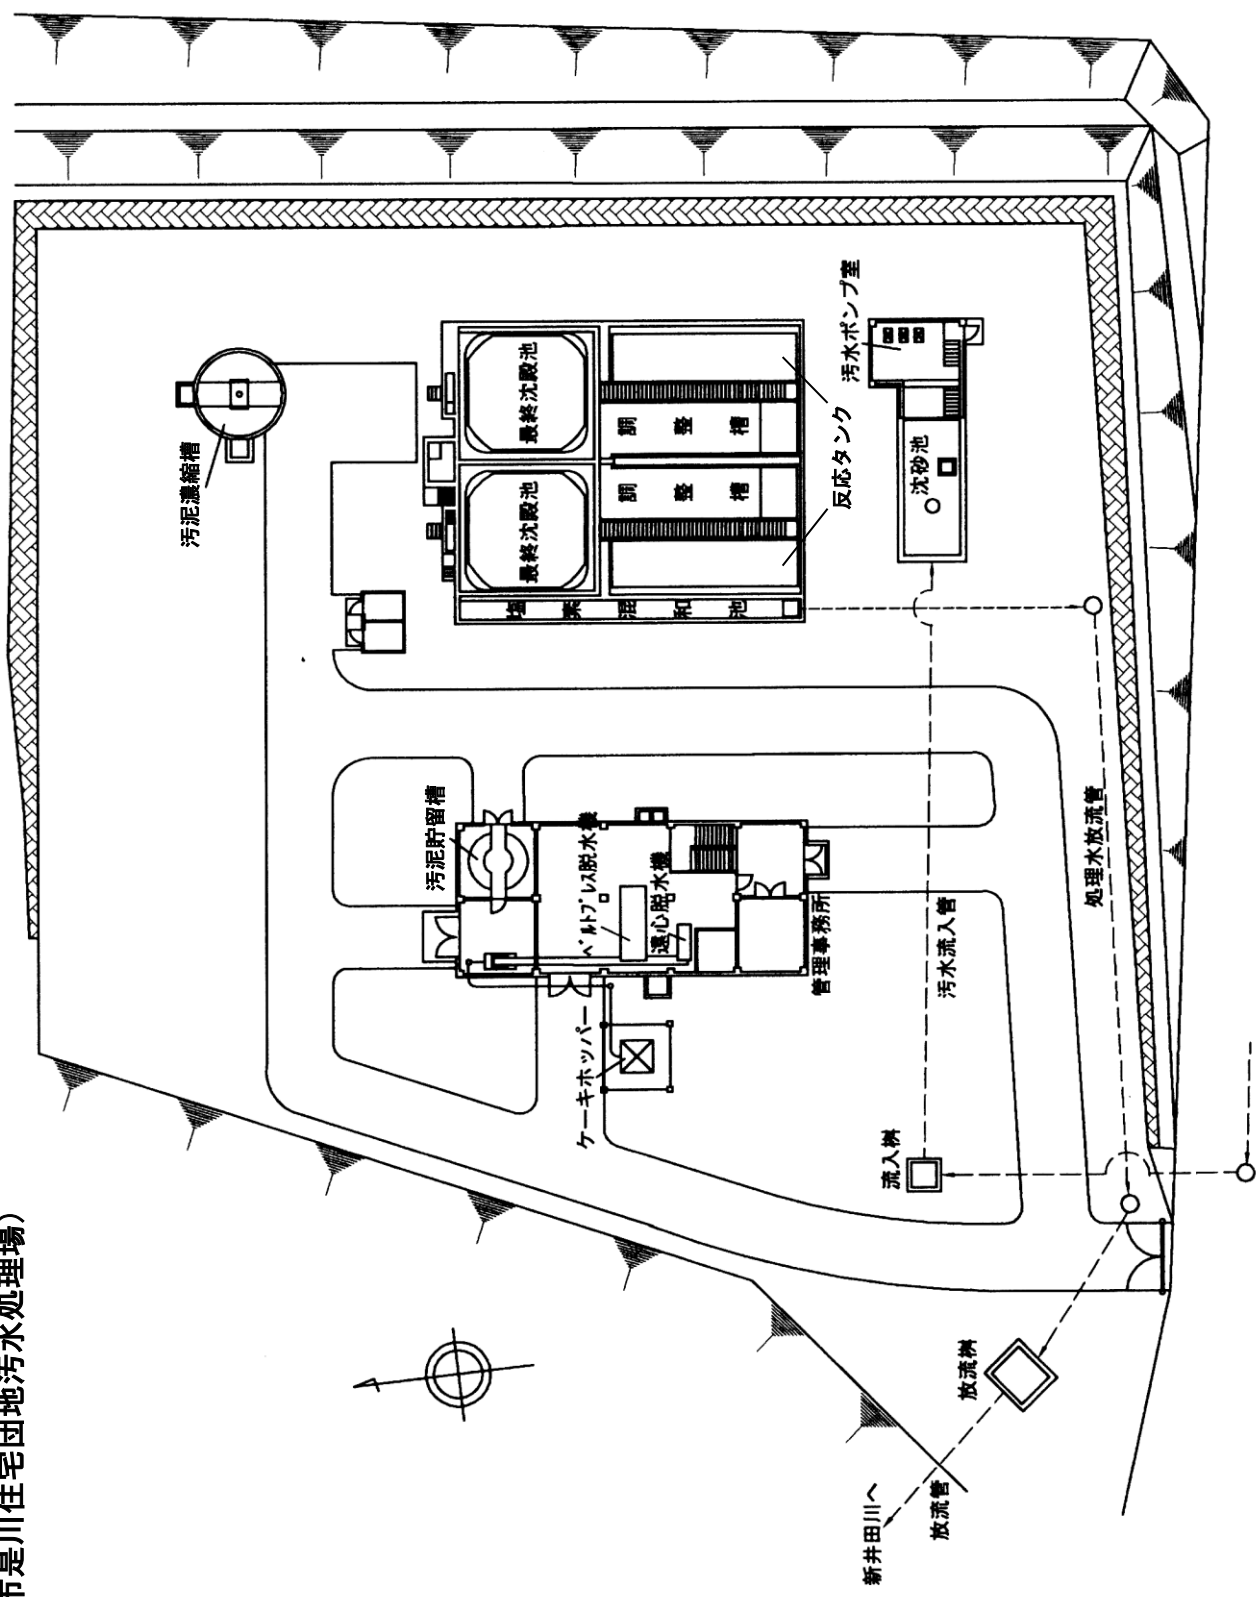 市是川住宅団地汚水処理場)
汚泥濃縮槽
最終沈殿池
最終沈殿池
調整槽
調整槽
塩素混和池
反応タンク
汚水ポンプ室
沈砂池
汚泥貯留槽
ベルトプレス脱水機
遠心脱水機
管理事務所
ケーキホッパー
汚水流入管
処理水放流管
流入桝
放流桝
放流管
新井田川へ